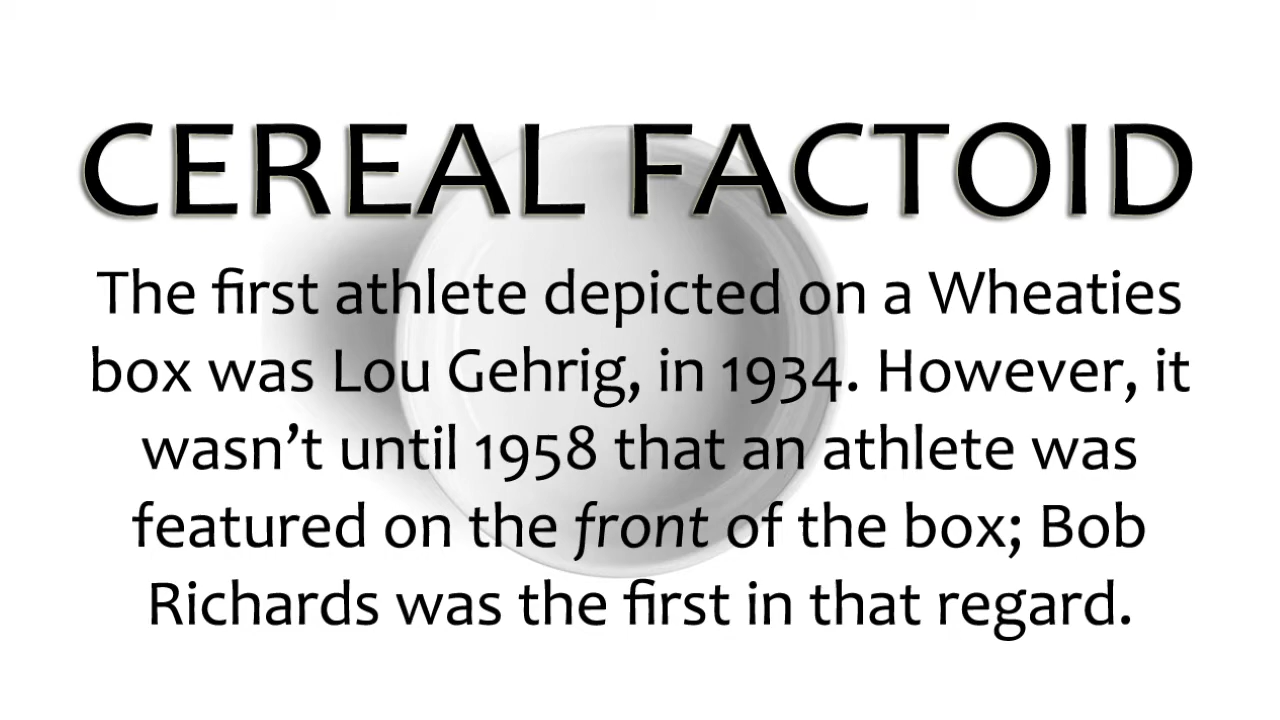 CEREAL FACTOID
The first athlete depicted on a Wheaties
box was Lou Gehrig, in 1934. However, it
wasn’t until 1958 that an athlete was
featured on the front of the box; Bob
Richards was the first in that regard.